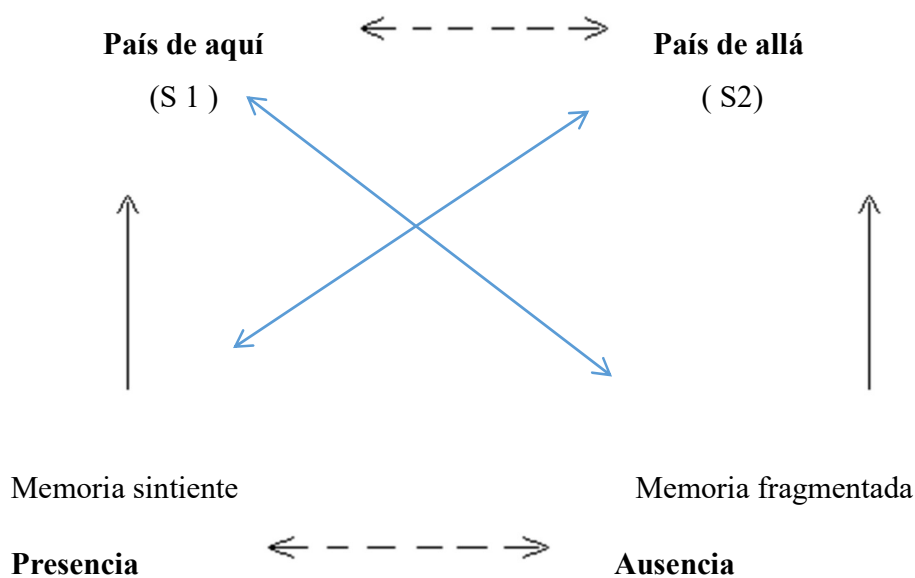 País de aquí País de allá
(S 1 ) ( S2)
Memoria sintiente Memoria fragmentada
Presencia Ausencia